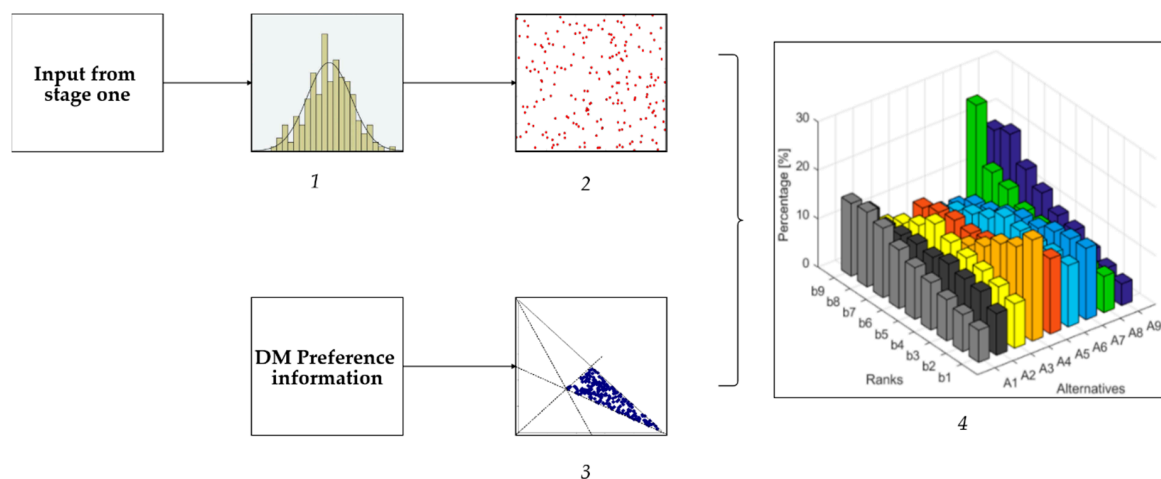 Input from
stage one
1
2
DM Preference
information
3
Percentage [%]
30
20
10
0
b9
b8
b7
b6
b5
b4
b3
b2
b1
Ranks
A1
A2
A3
A4
A5
A6
A7
A8
A9
Alternatives
4